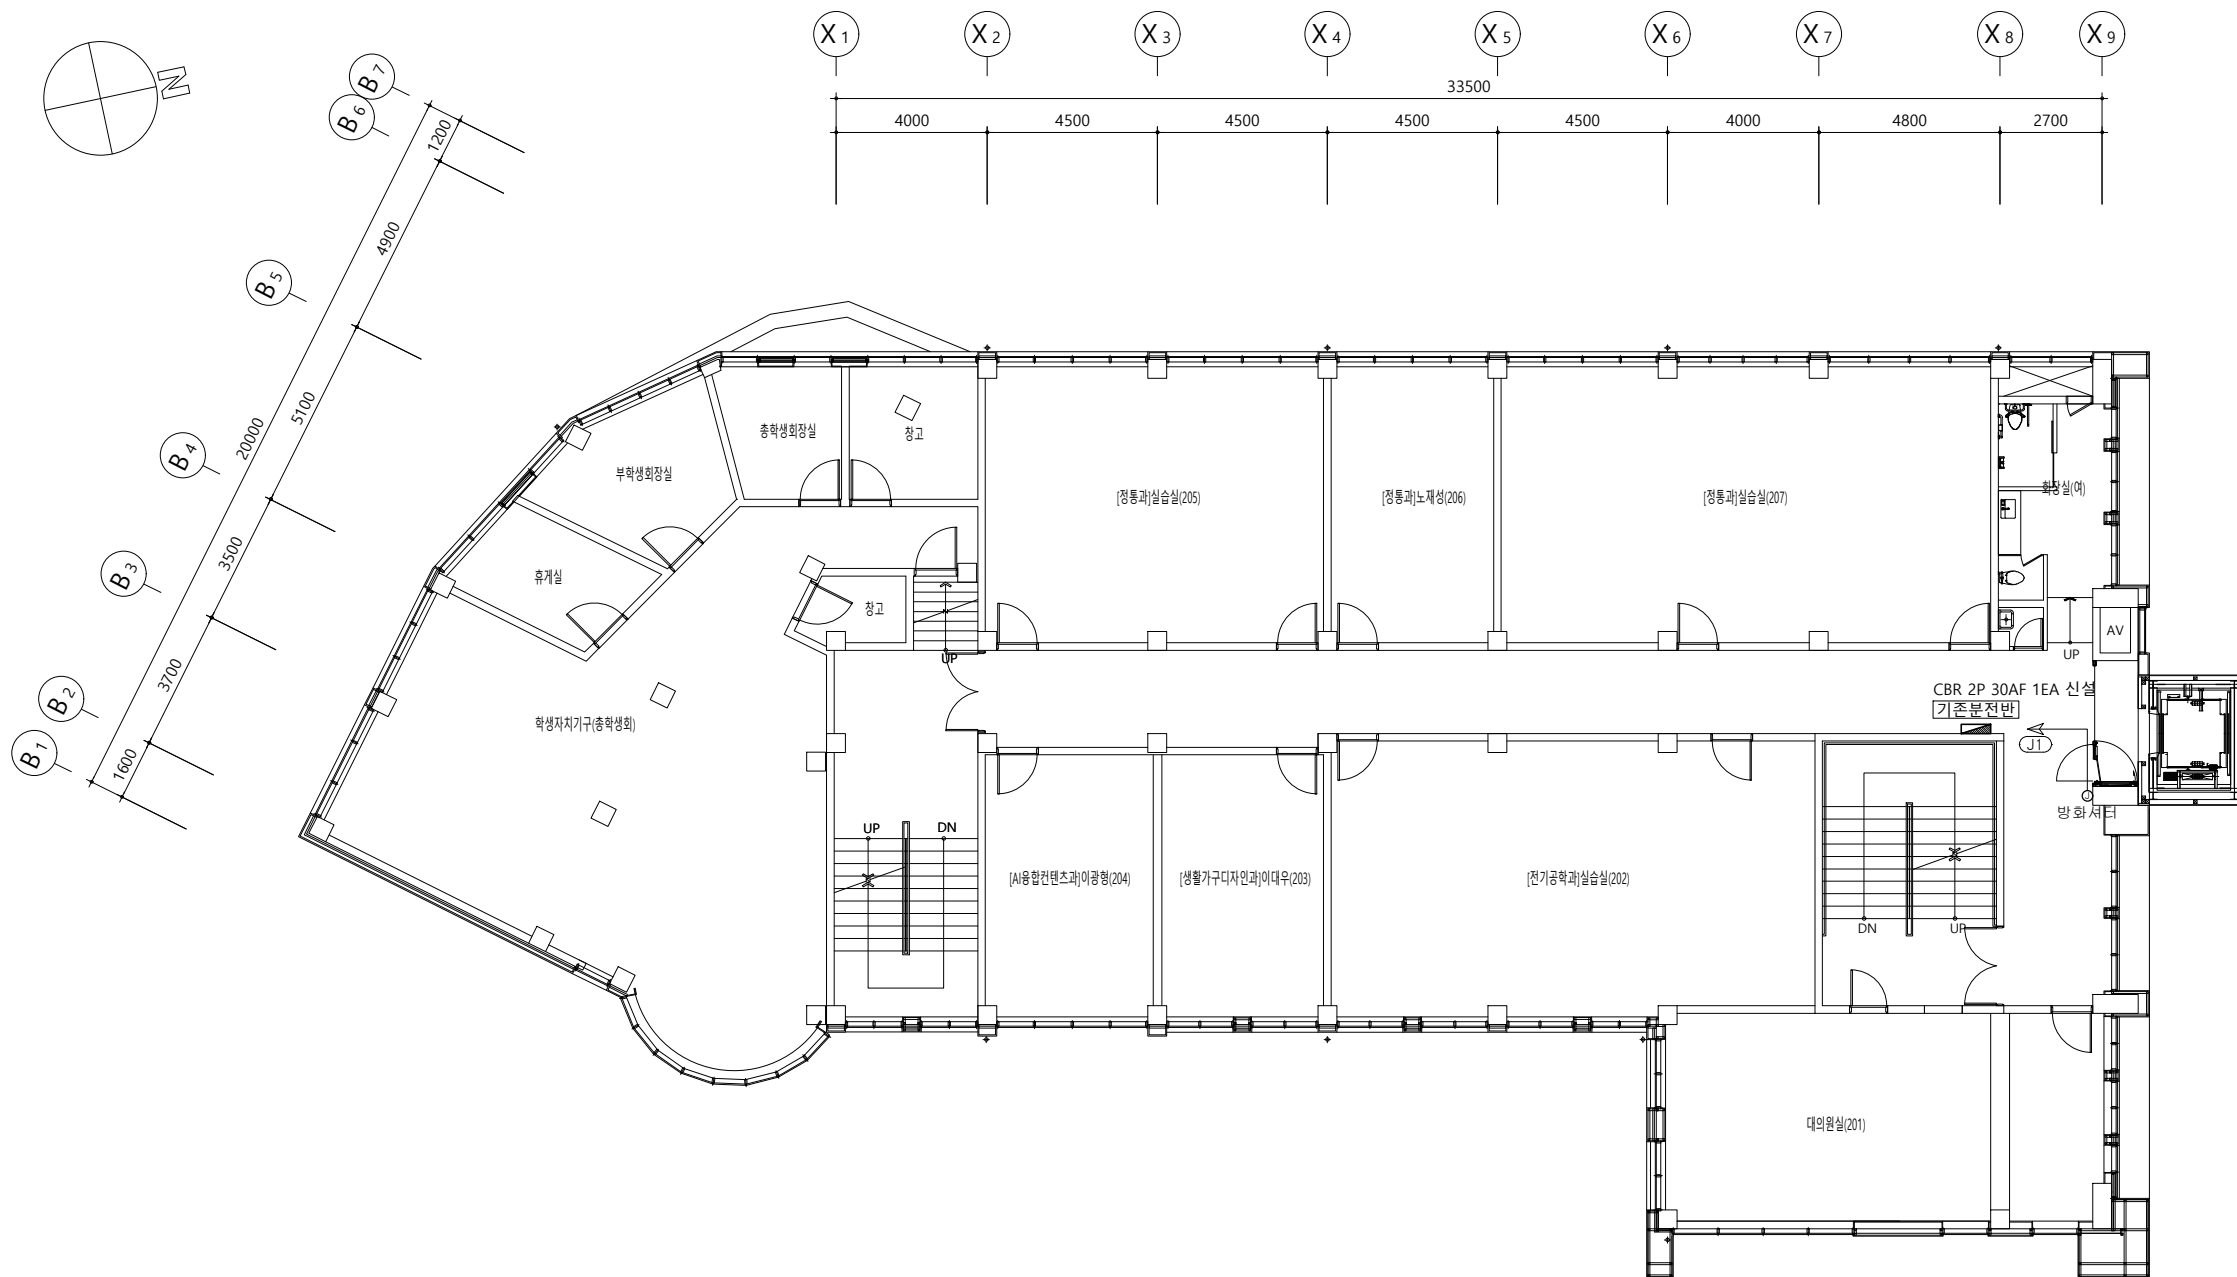 X1 X2 X3 X4 X5 X6 X7 X8 X9
33500
4000 4500 4500 4500 4500 4000 4800 2700
N
B7
B6
B5
B4
B3
B2
B1
1200
4900
5100
20000
3500
3700
1600
총학생회장실
창고
부학생회장실
휴게실
창고
UP
학생자치기구(총학생회)
[정통과]실습실(205)
[정통과]노재성(206)
[정통과]실습실(207)
화장실(여)
AV
UP
CBR 2P 30AF 1EA 신설
기존분전반
J1
방화셔터
UP DN
[AI융합컨텐츠과]이광형(204)
[생활가구디자인과]이대우(203)
[전기공학과]실습실(202)
DN UP
대의원실(201)